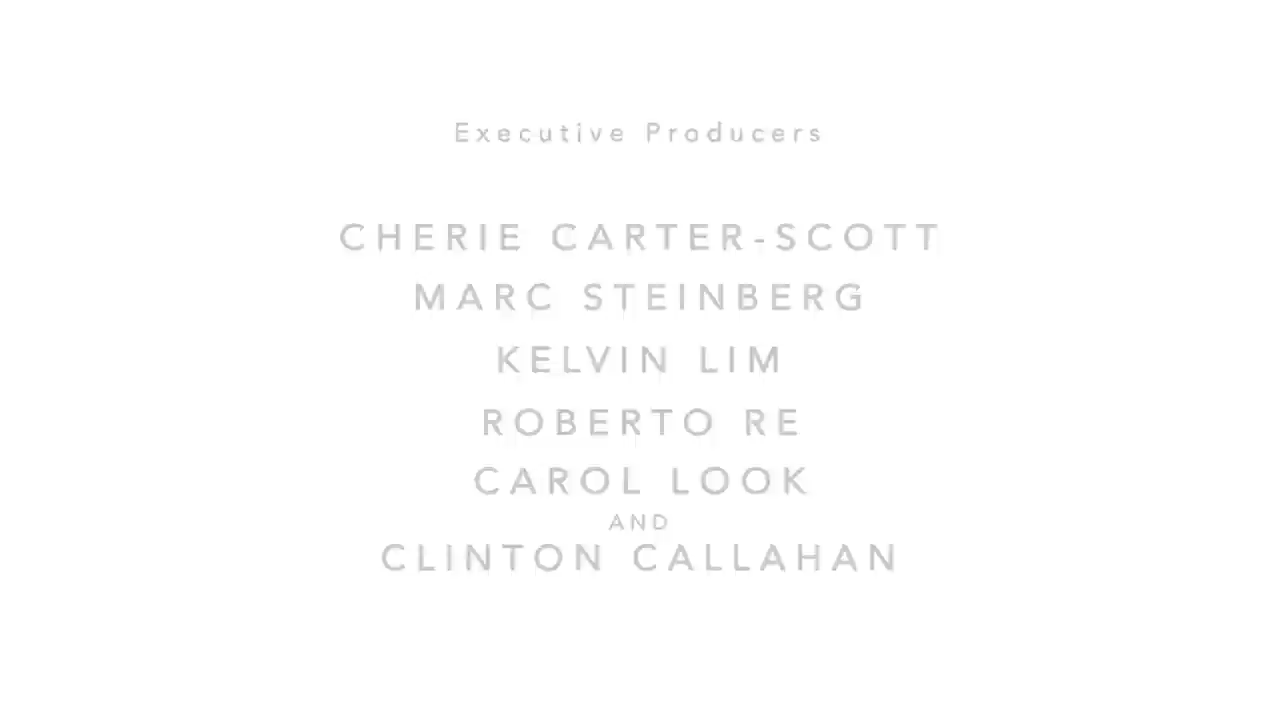 Executive Producers
CHERIE CARTER-SCOTT
MARC STEINBERG
KELVIN LIM
ROBERTO RE
CAROL LOOK
AND
CLINTON CALLAHAN